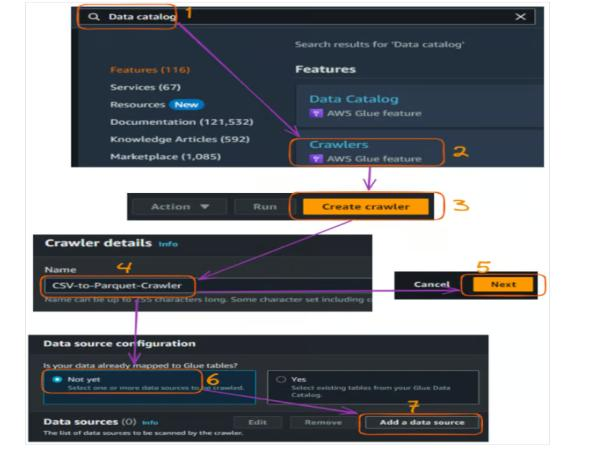 Data catalog 1
Search results for 'Data catalog'
Features (116)
Services (67)
Resources New
Documentation (121,532)
Knowledge Articles (592)
Marketplace (1,085)
Features
Data Catalog
AWS Glue feature
Crawlers
AWS Glue feature
2
Action Run Create crawler 3
Crawler details Info
4
Name
CSV-to-Parquet-Crawler
Name can be up to 255 characters long. Some character set including
5
Cancel Next
Data source configuration
Is your data already mapped to Glue tables?
Not yet
Select one or more data sources to be crawled.
6
Yes
Select existing tables from your Glue Data
Catalog.
7
Data sources (0) Info Edit Remove Add a data source
The list of data sources to be scanned by the crawler.